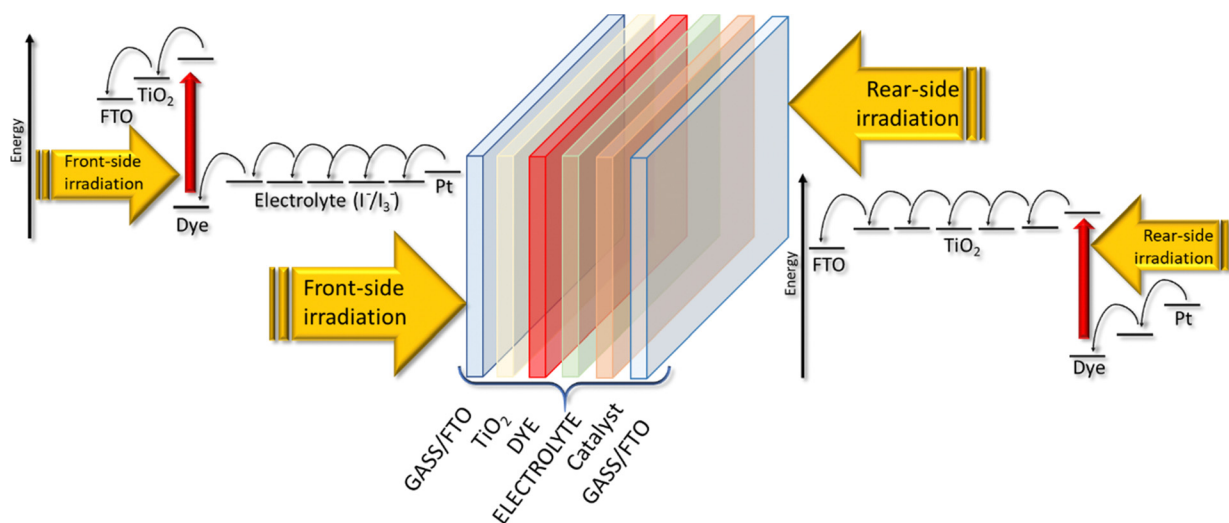 Energy
FTO
TiO₂
Front-side
irradiation
Dye
Electrolyte (I⁻/I₃⁻)
Pt
Front-side
irradiation
GASS/FTO
TiO₂
DYE
ELECTROLYTE
Catalyst
GASS/FTO
Rear-side
irradiation
Energy
FTO
TiO₂
Rear-side
irradiation
Pt
Dye